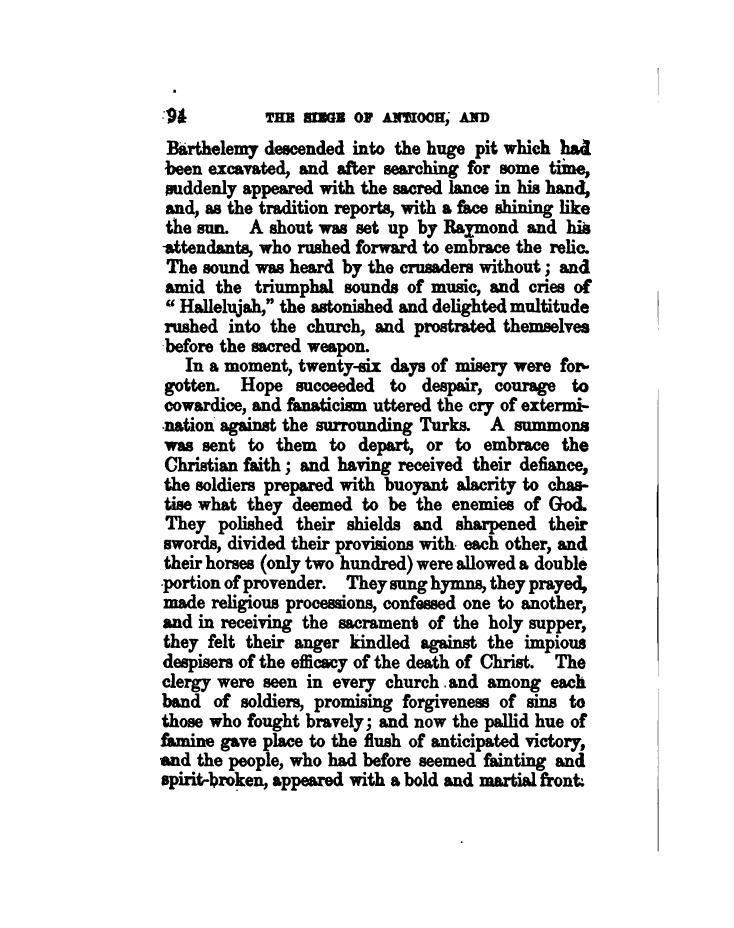 94 THE SIEGE OF ANTIOCH, AND
Barthelemy descended into the huge pit which had
been excavated, and after searching for some time,
suddenly appeared with the sacred lance in his hand,
and, as the tradition reports, with a face shining like
the sun. A shout was set up by Raymond and his
attendants, who rushed forward to embrace the relic.
The sound was heard by the crusaders without; and
amid the triumphal sounds of music, and cries of
“Hallelujah,” the astonished and delighted multitude
rushed into the church, and prostrated themselves
before the sacred weapon.
In a moment, twenty-six days of misery were for-
gotten. Hope succeeded to despair, courage to
cowardice, and fanaticism uttered the cry of extermi-
nation against the surrounding Turks. A summons
was sent to them to depart, or to embrace the
Christian faith; and having received their defiance,
the soldiers prepared with buoyant alacrity to chas-
tise what they deemed to be the enemies of God.
They polished their shields and sharpened their
swords, divided their provisions with each other, and
their horses (only two hundred) were allowed a double
portion of provender. They sung hymns, they prayed,
made religious processions, confessed one to another,
and in receiving the sacrament of the holy supper,
they felt their anger kindled against the impious
despisers of the efficacy of the death of Christ. The
clergy were seen in every church and among each
band of soldiers, promising forgiveness of sins to
those who fought bravely; and now the pallid hue of
famine gave place to the flush of anticipated victory,
and the people, who had before seemed fainting and
spirit-broken, appeared with a bold and martial front.